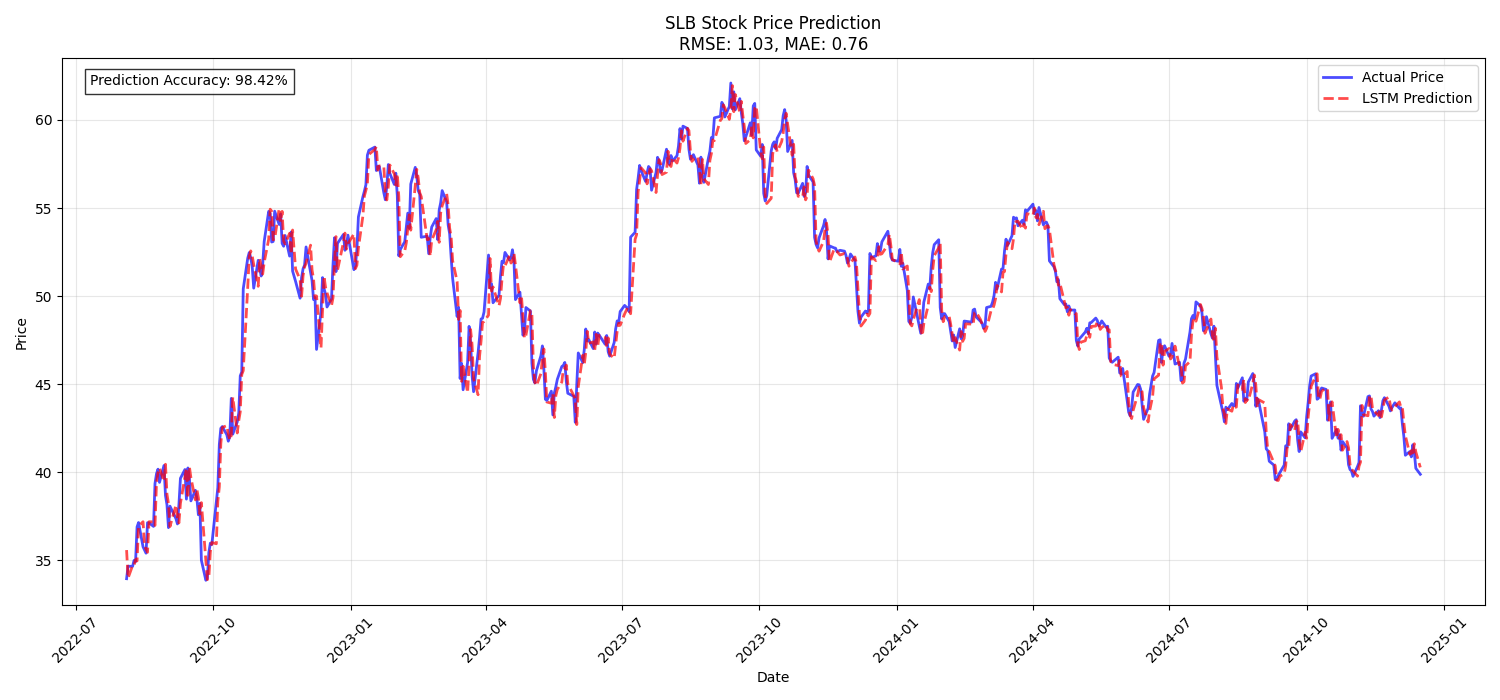 SLB Stock Price Prediction
RMSE: 1.03, MAE: 0.76
Prediction Accuracy: 98.42%
Actual Price
LSTM Prediction
Price
60
55
50
45
40
35
2022-07
2022-10
2023-01
2023-04
2023-07
2023-10
2024-01
2024-04
2024-07
2024-10
2025-01
Date